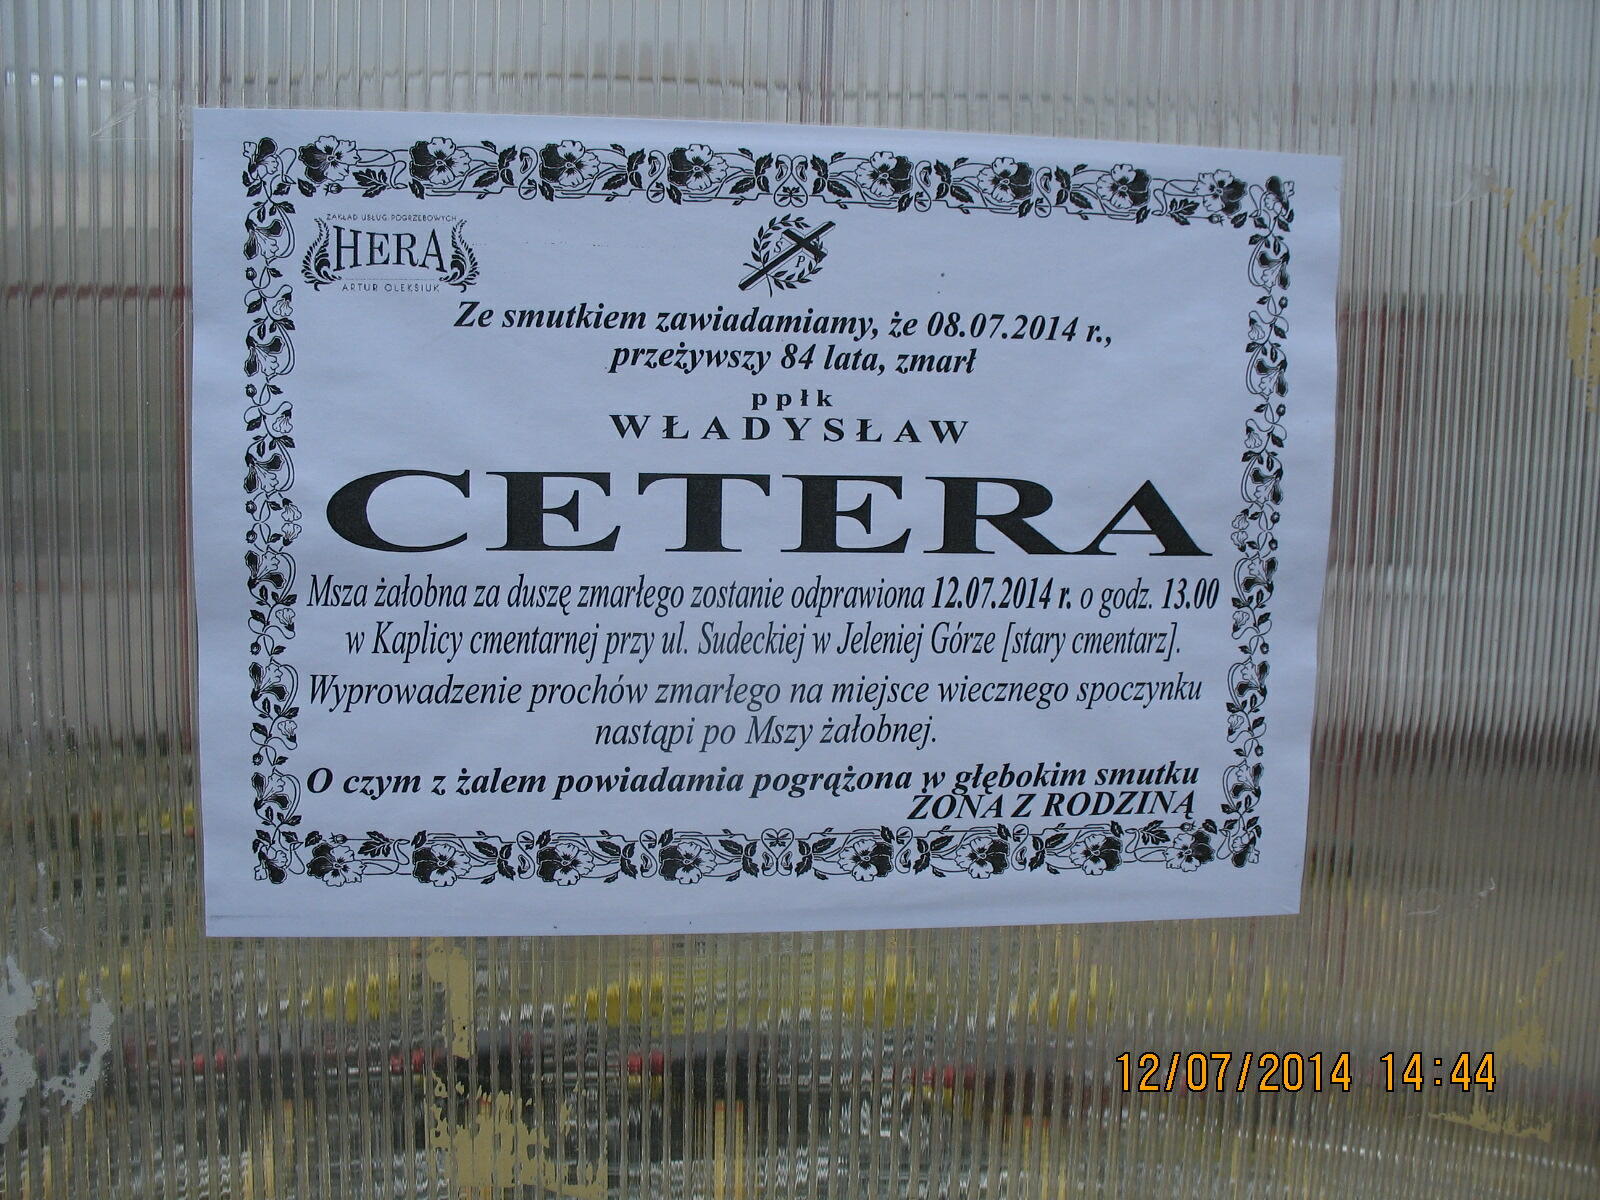 ZAKŁAD USŁUG POGRZEBOWYCH
HERA
ARTUR OLEKSIUK
S P
Ze smutkiem zawiadamiamy, że 08.07.2014 r.,
przeżywszy 84 lata, zmarł
ppłk
WŁADYSŁAW
CETERA
Msza żałobna za duszę zmarłego zostanie odprawiona 12.07.2014 r. o godz. 13.00
w Kaplicy cmentarnej przy ul. Sudeckiej w Jeleniej Górze [stary cmentarz].
Wyprowadzenie prochów zmarłego na miejsce wiecznego spoczynku
nastąpi po Mszy żałobnej.
O czym z żalem powiadamia pogrążona w głębokim smutku
ŻONA Z RODZINĄ
12/07/2014 14:44